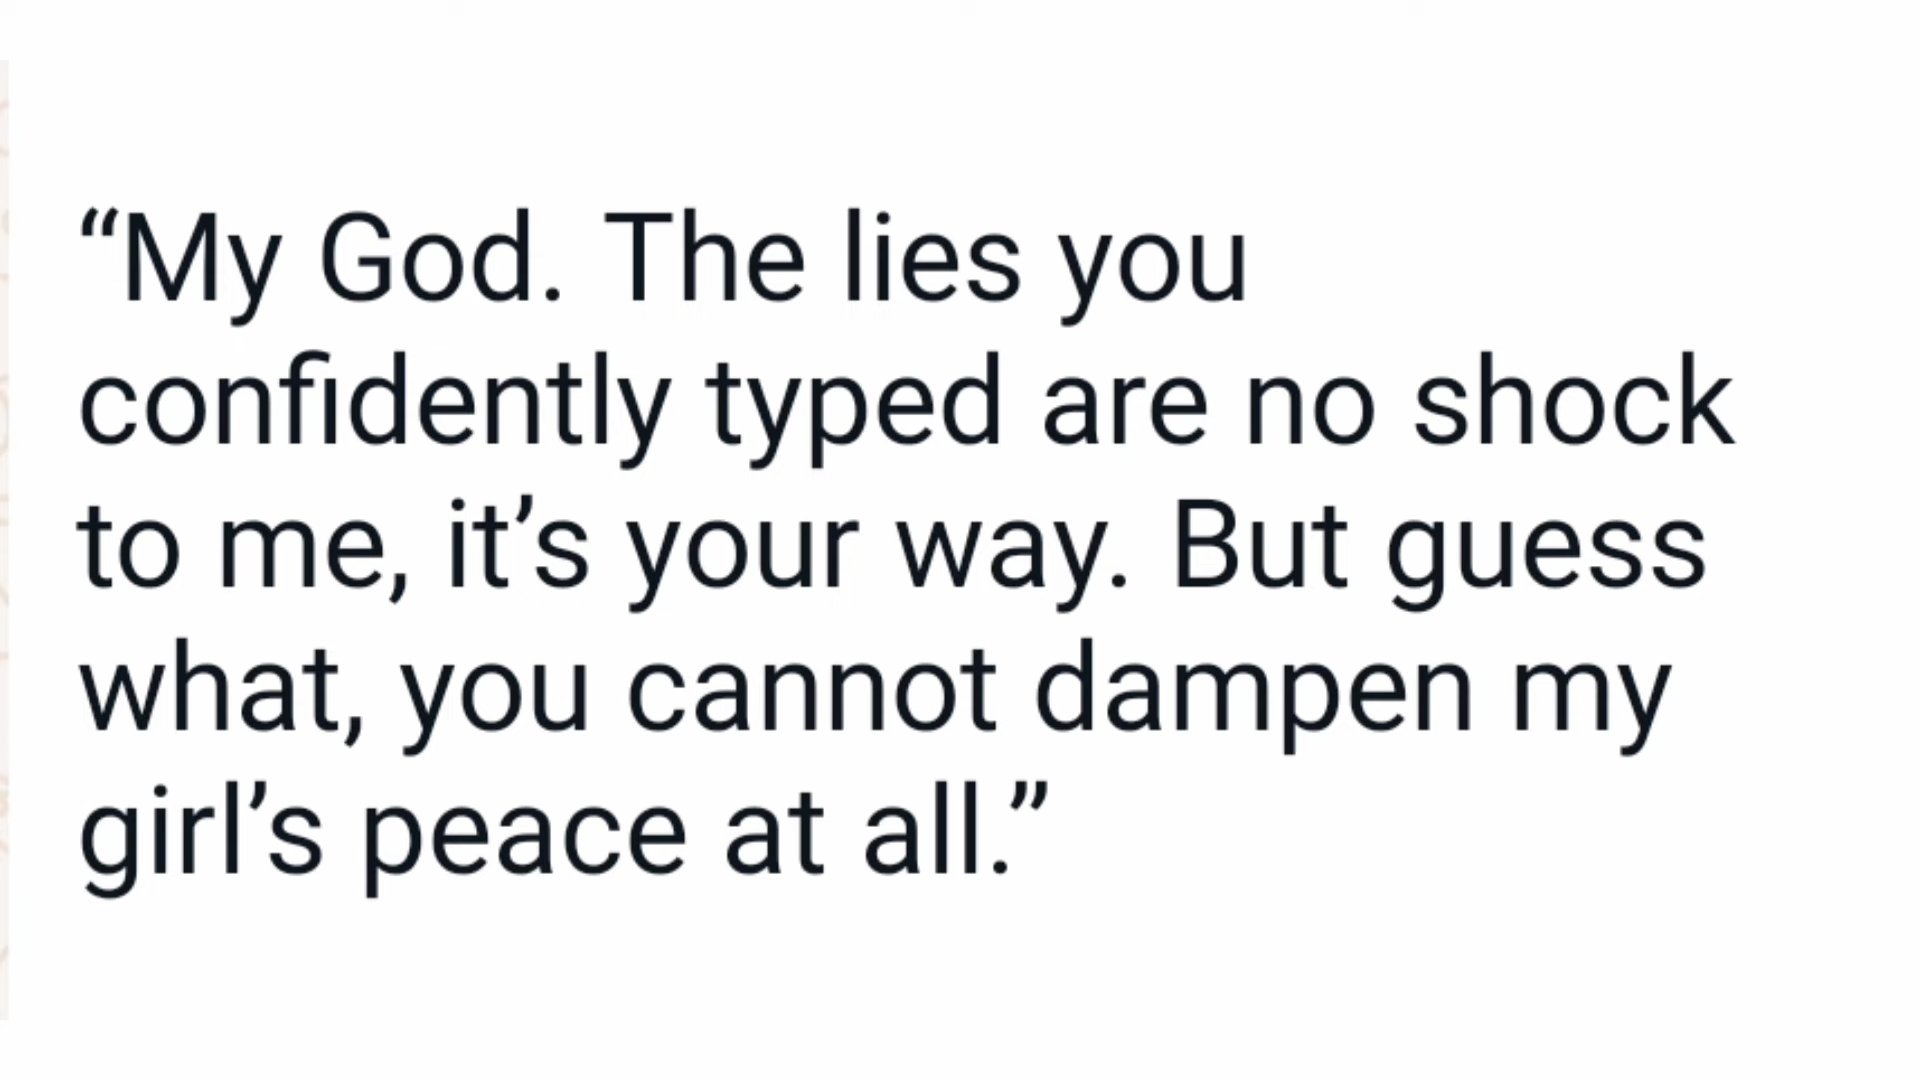 “My God. The lies you
confidently typed are no shock
to me, it’s your way. But guess
what, you cannot dampen my
girl’s peace at all.”